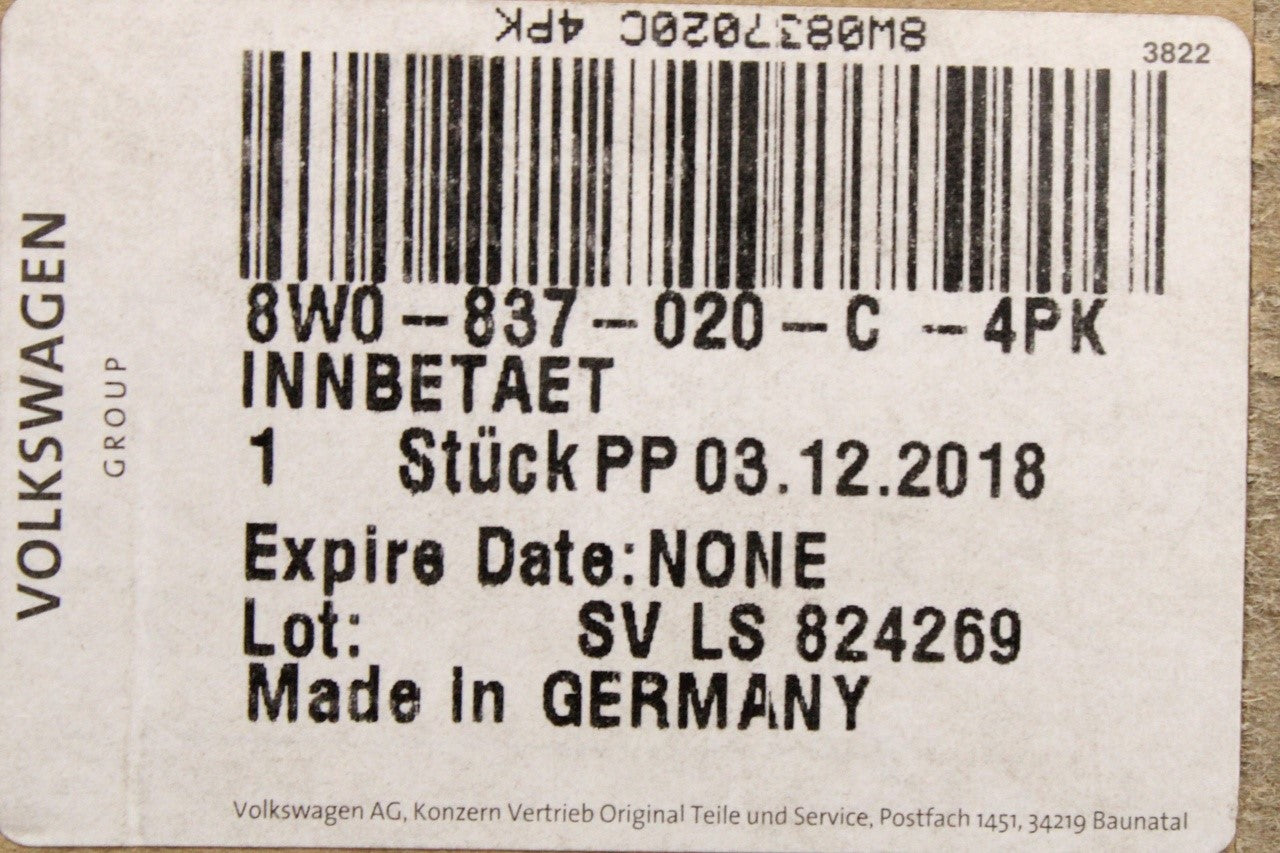 8W0837020C 4PK
3822
8W0-837-020-C -4PK
INNBETAET
1 Stück PP 03.12.2018
Expire Date:NONE
Lot: SV LS 824269
Made in GERMANY
VOLKSWAGEN
GROUP
Volkswagen AG, Konzern Vertrieb Original Teile und Service, Postfach 1451, 34219 Baunatal